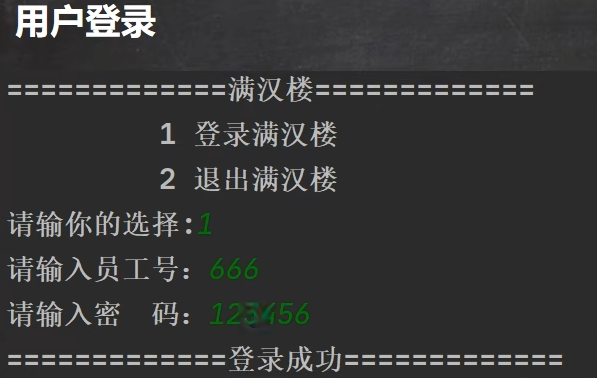 用户登录
=============满汉楼=============
1 登录满汉楼
2 退出满汉楼
请输你的选择:1
请输入员工号：666
请输入密 码：123456
=============登录成功=============